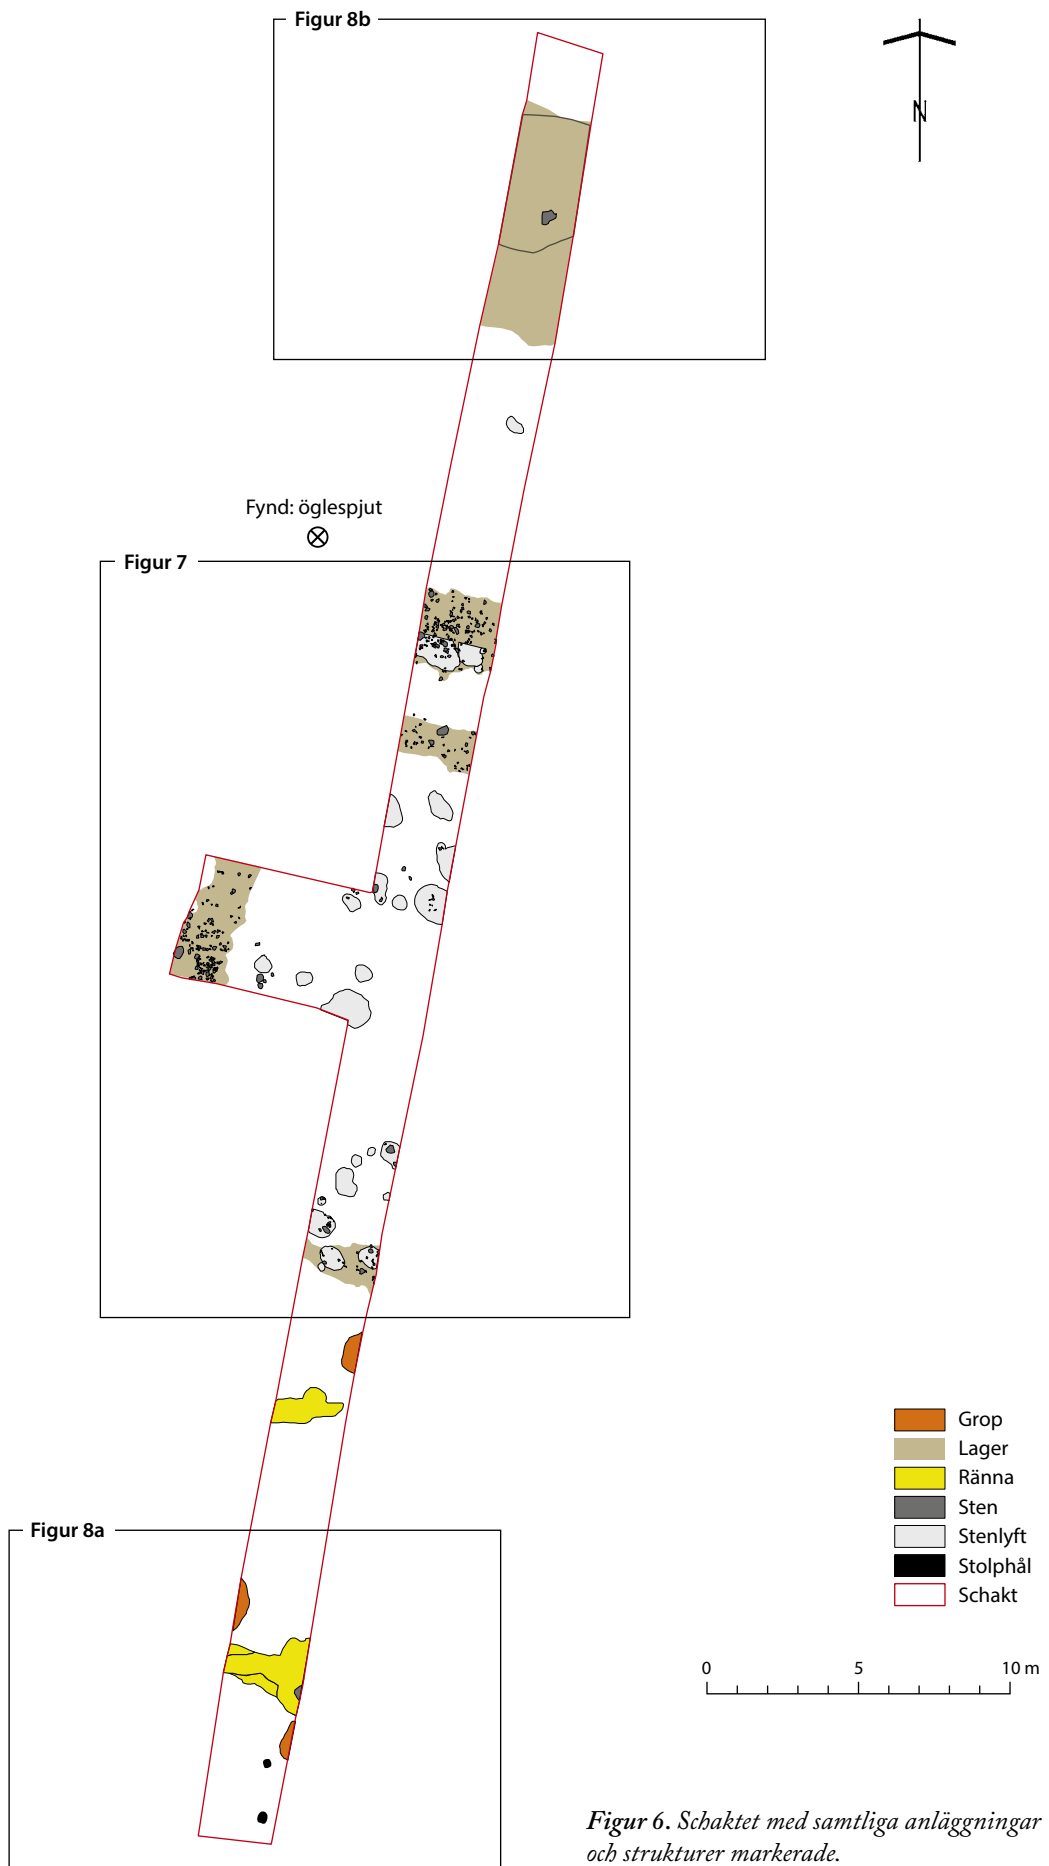 Figur 8b
N
Fynd: öglespjut
Figur 7
Figur 8a
Grop
Lager
Ränna
Sten
Stenlyft
Stolphål
Schakt
0 5 10 m
Figur 6. Schaktet med samtliga anläggningar
och strukturer markerade.